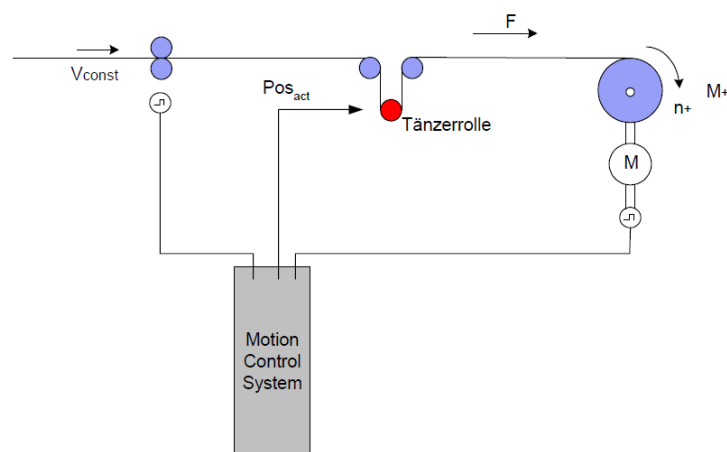 F
Vconst
Posact
Tänzerrolle
n+
M+
M
Motion
Control
System